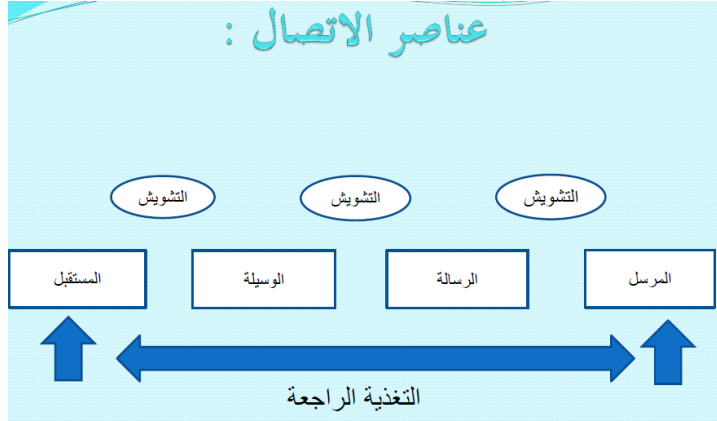 عناصر الاتصال :
التشويش
التشويش
التشويش
المرسل
الرسالة
الوسيلة
المستقبل
التغذية الراجعة